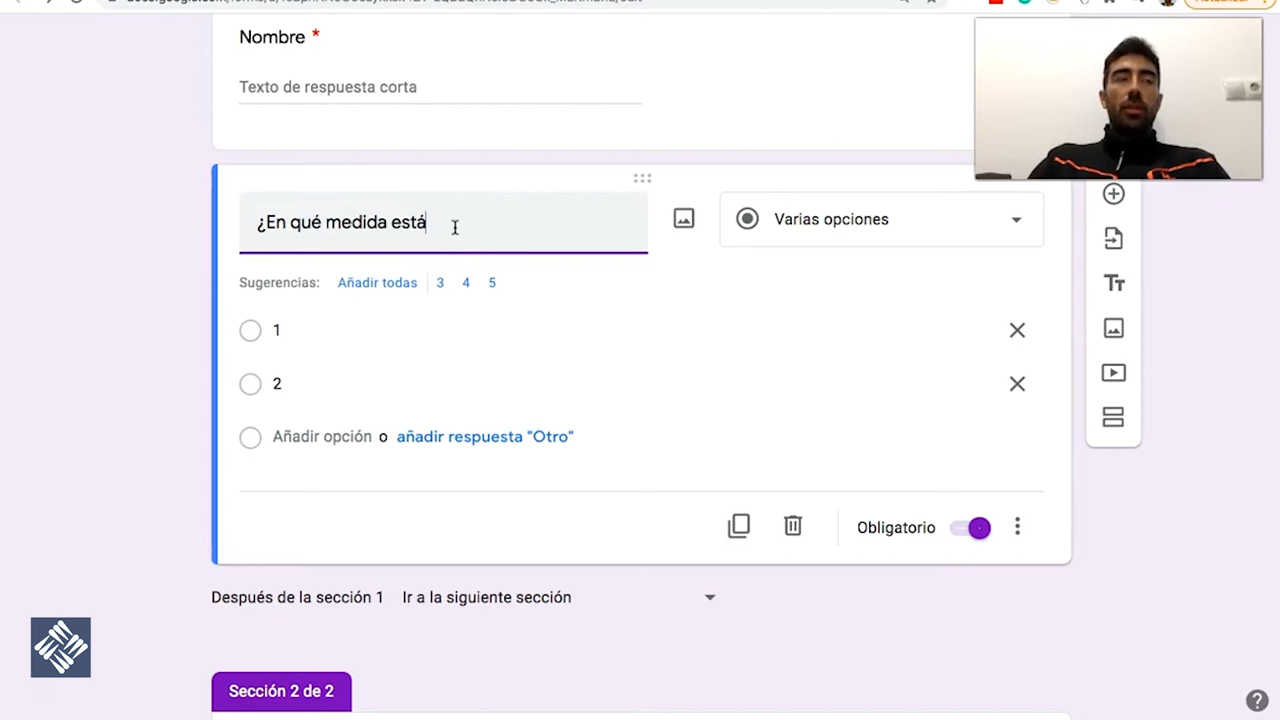 Nombre *
Texto de respuesta corta
¿En qué medida está
Varias opciones
Sugerencias: Añadir todas 3 4 5
1
2
Añadir opción o añadir respuesta "Otro"
Obligatorio
Después de la sección 1 Ir a la siguiente sección
Sección 2 de 2